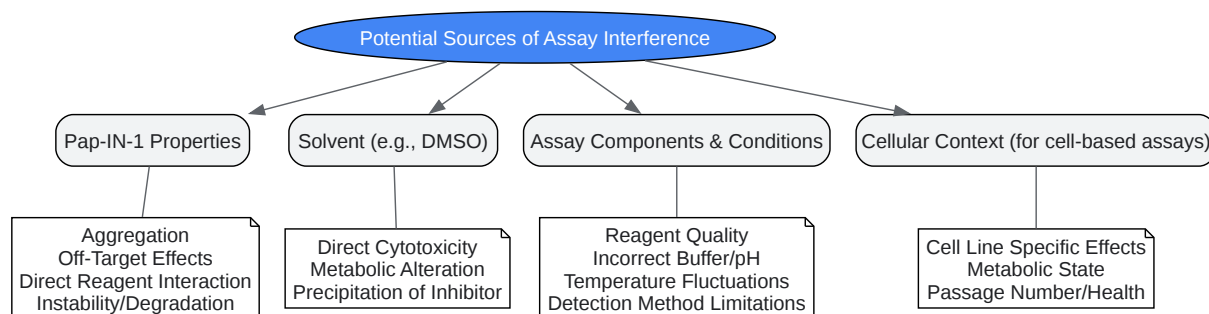 Potential Sources of Assay Interference
Pap-IN-1 Properties
Solvent (e.g., DMSO)
Assay Components & Conditions
Cellular Context (for cell-based assays)
Aggregation
Off-Target Effects
Direct Reagent Interaction
Instability/Degradation
Direct Cytotoxicity
Metabolic Alteration
Precipitation of Inhibitor
Reagent Quality
Incorrect Buffer/pH
Temperature Fluctuations
Detection Method Limitations
Cell Line Specific Effects
Metabolic State
Passage Number/Health